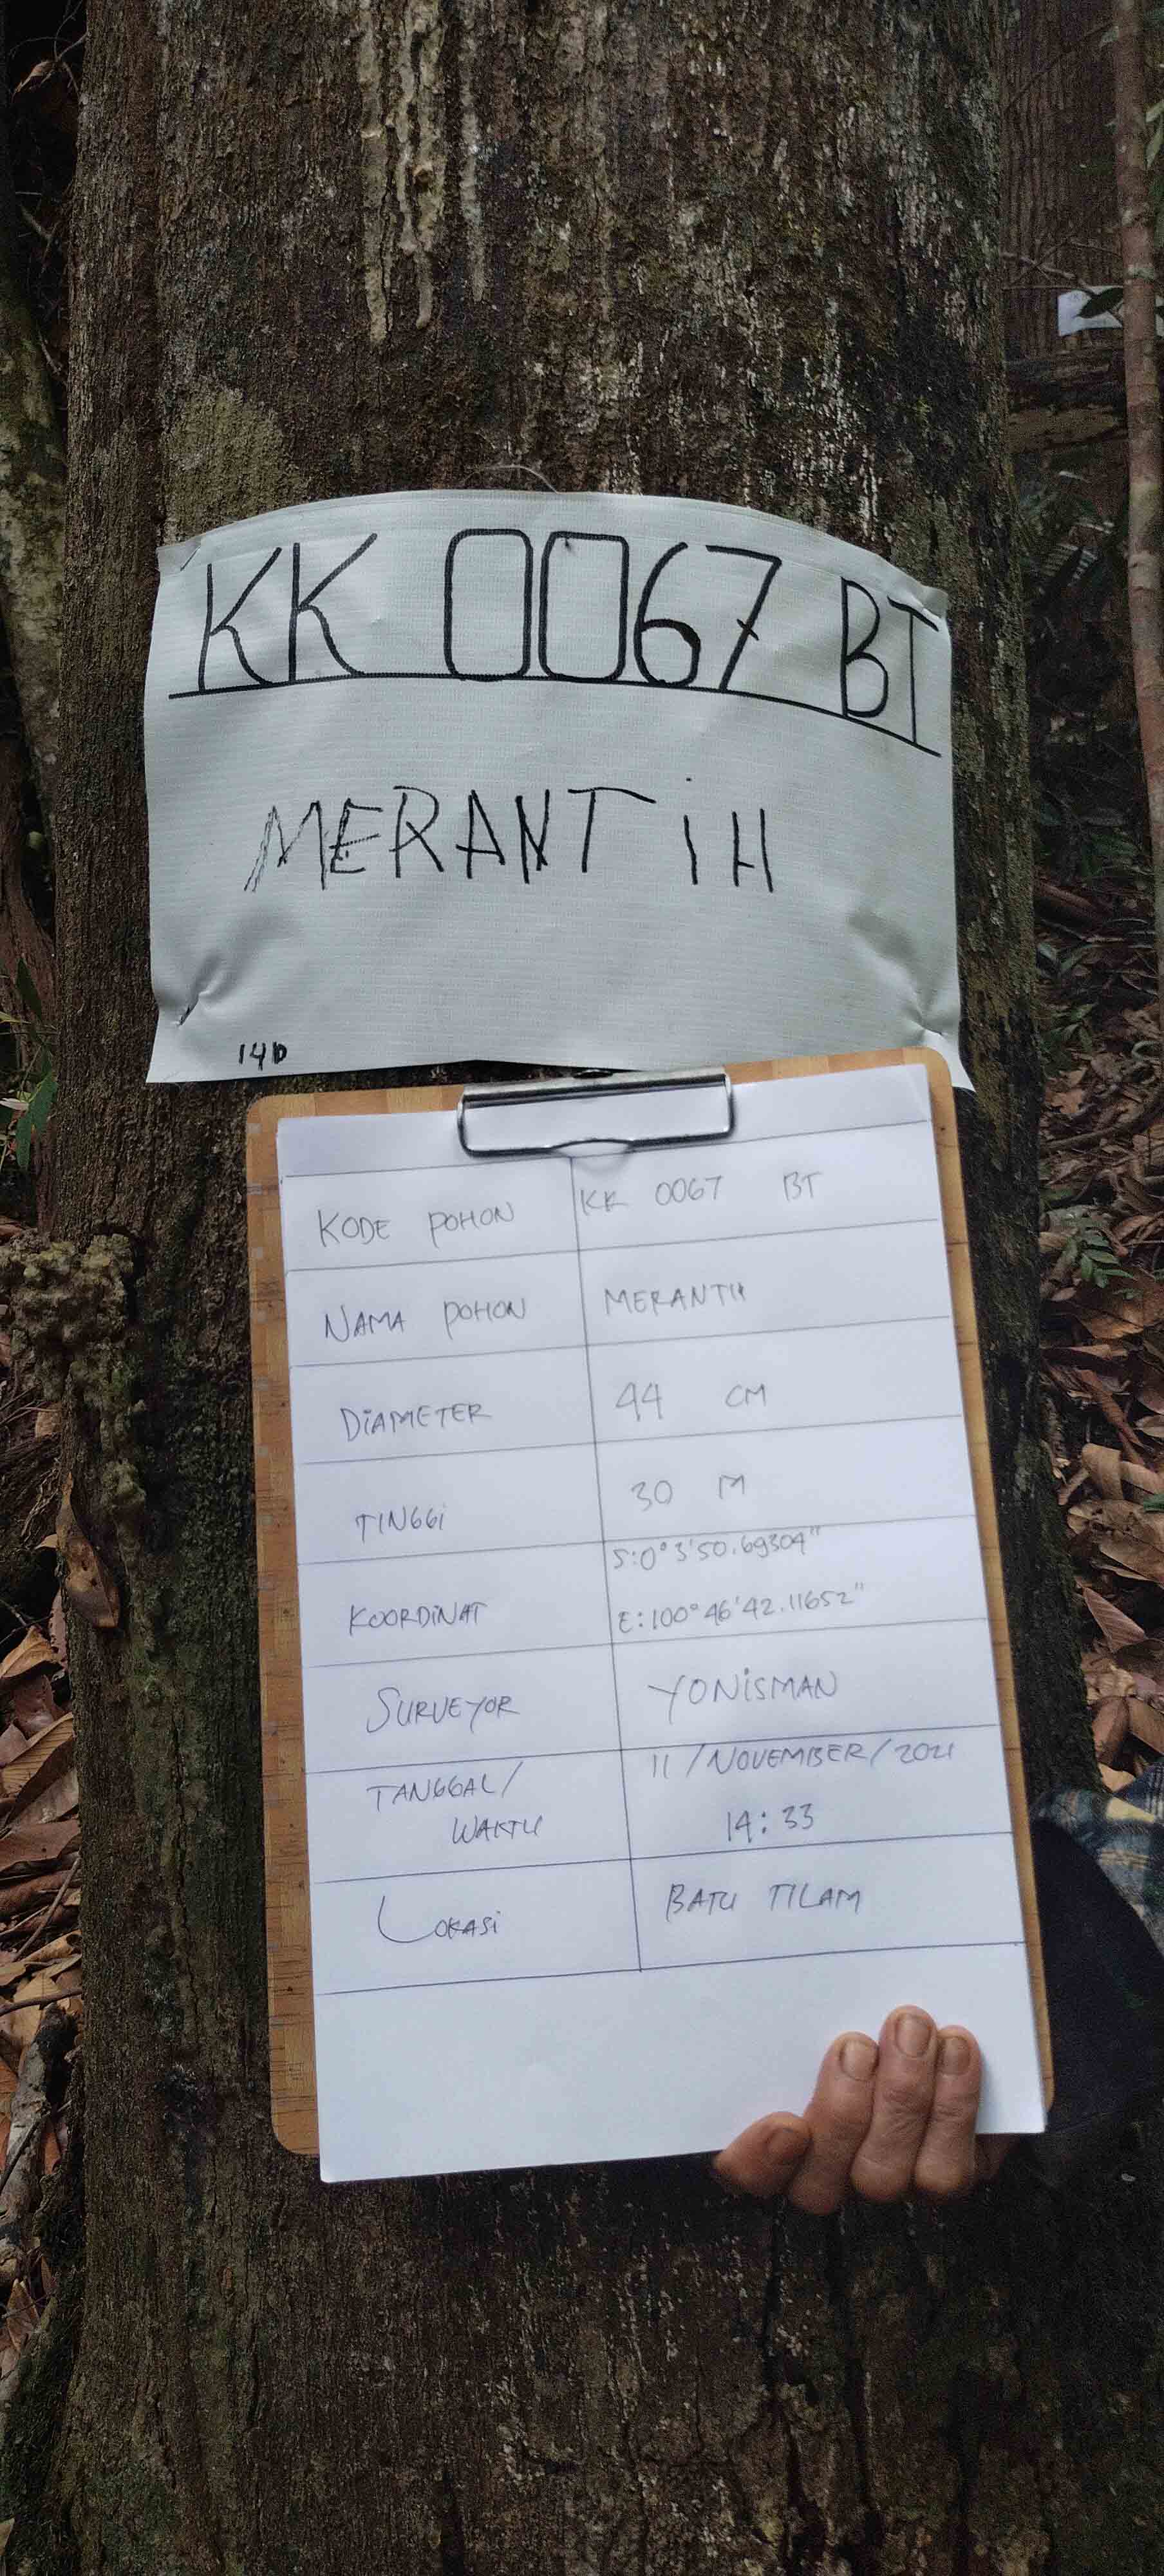 KK 0067 BT
MERANTiH
140
KODE POHON KK 0067 BT
NAMA POHON MERANTIH
DiAMETER 44 CM
TINGGi 30 M
KOORDiNAT S:0°3'50.69304"
E:100°46'42.11652"
SURVEYOR YONiSMAN
TANGGAL/ 11/NOVEMBER/2021
WAKTU 14:33
LOKASi BATU TILAM